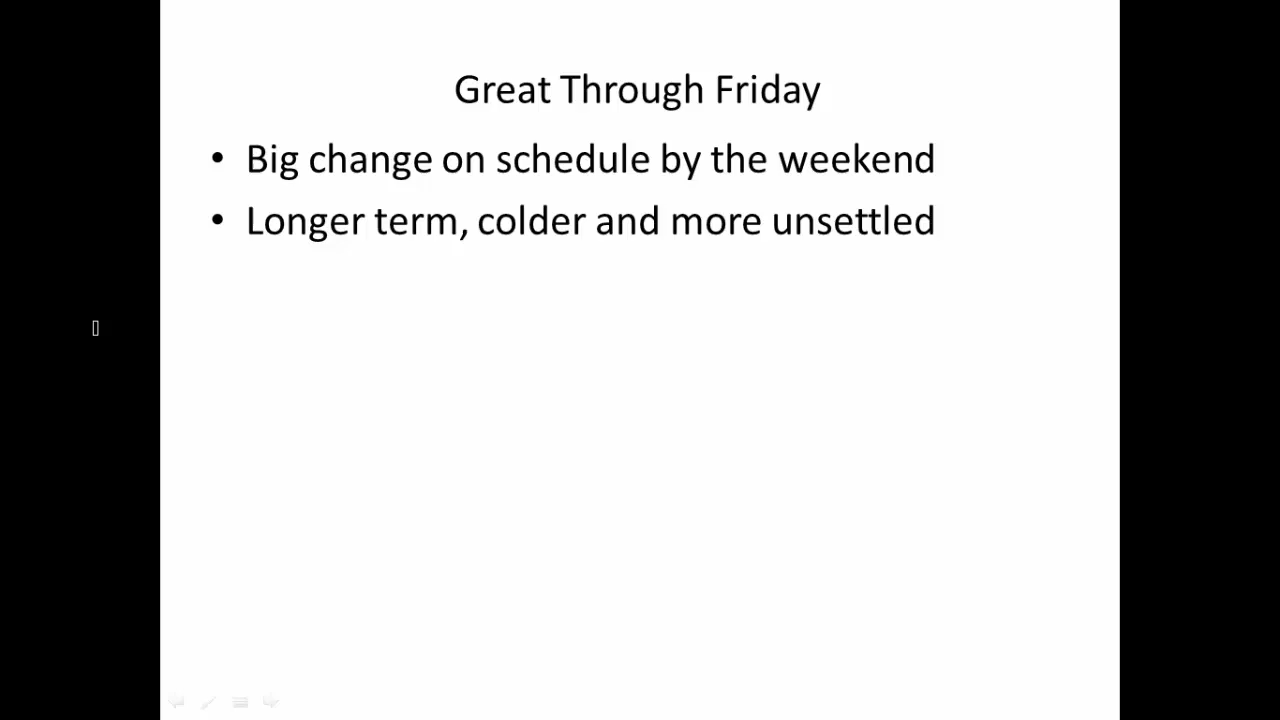 Great Through Friday
• Big change on schedule by the weekend
• Longer term, colder and more unsettled